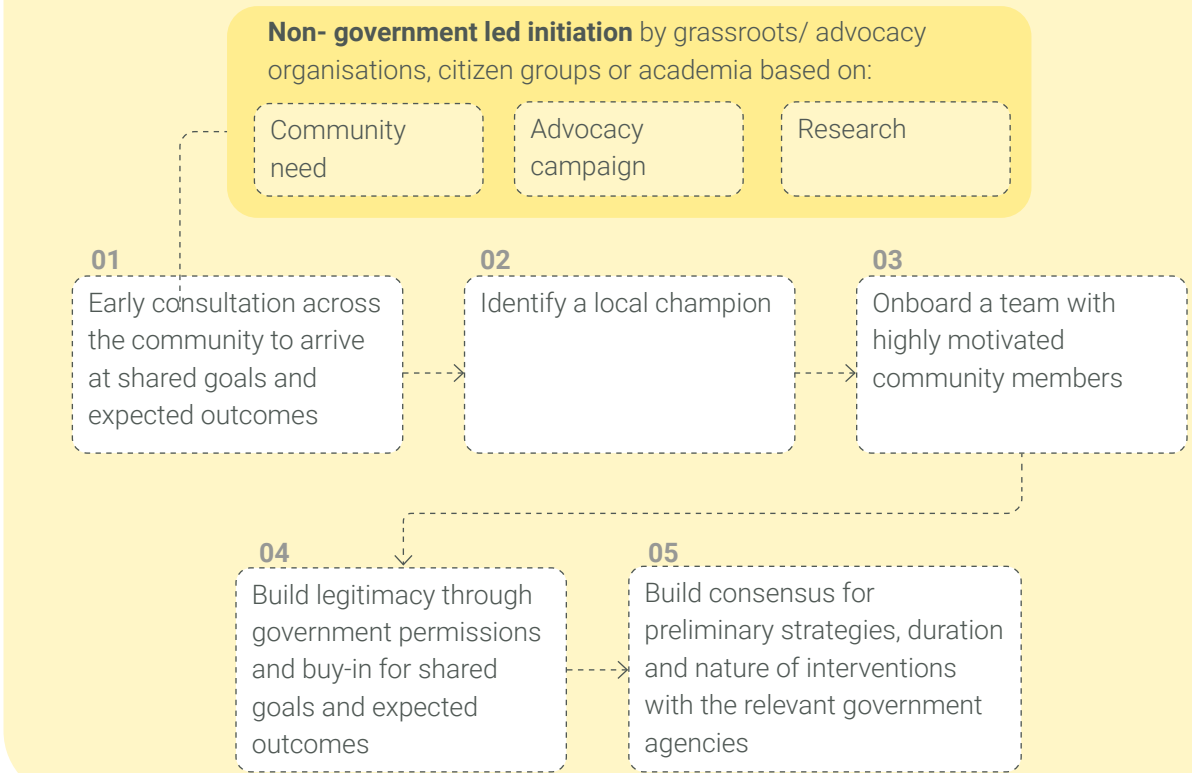 Non- government led initiation by grassroots/ advocacy
organisations, citizen groups or academia based on:
Community
need
Advocacy
campaign
Research
01
Early consultation across
the community to arrive
at shared goals and
expected outcomes
02
Identify a local champion
03
Onboard a team with
highly motivated
community members
04
Build legitimacy through
government permissions
and buy-in for shared
goals and expected
outcomes
05
Build consensus for
preliminary strategies, duration
and nature of interventions
with the relevant government
agencies